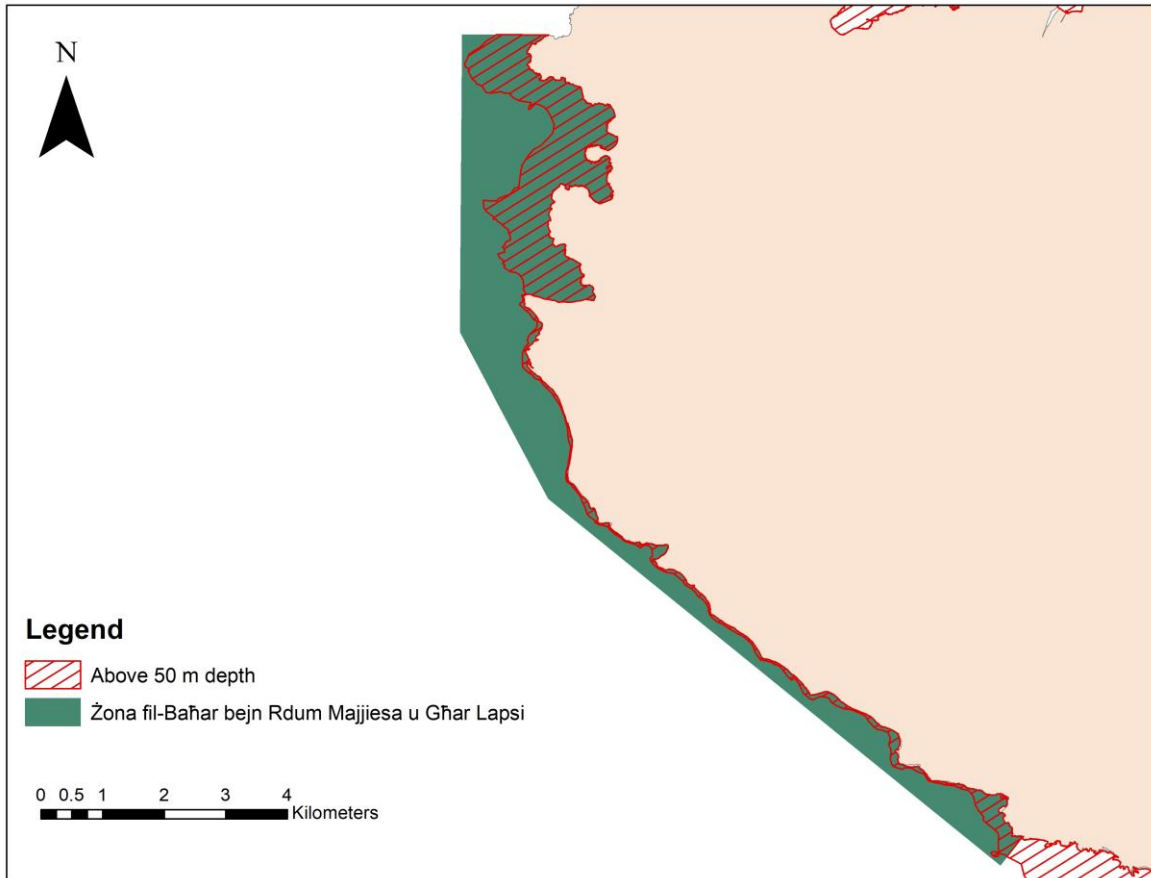 N
Legend
Above 50 m depth
Żona fil-Baħar bejn Rdum Majjiesa u Għar Lapsi
0 0.5 1 2 3 4
Kilometers